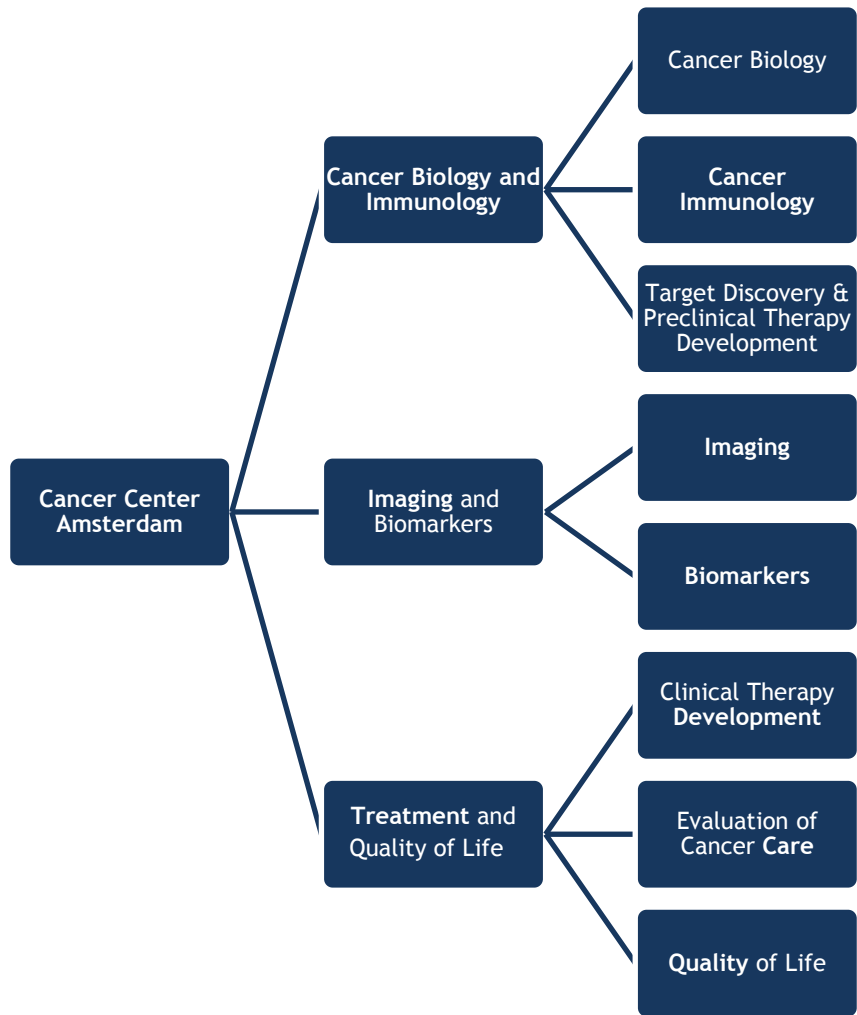 Cancer Center
Amsterdam
Cancer Biology and
Immunology
Cancer Biology
Cancer
Immunology
Target Discovery &
Preclinical Therapy
Development
Imaging and
Biomarkers
Imaging
Biomarkers
Treatment and
Quality of Life
Clinical Therapy
Development
Evaluation of
Cancer Care
Quality of Life